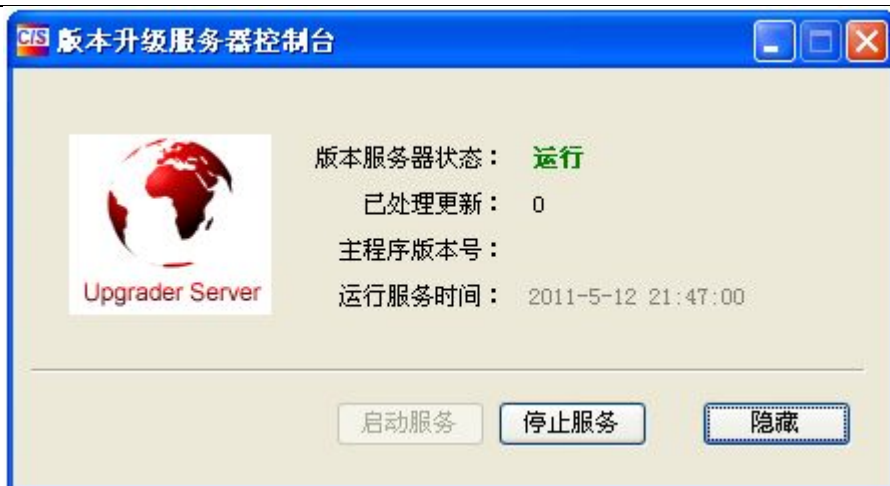 C/S 版本升级服务器控制台
版本服务器状态： 运行
已处理更新： 0
主程序版本号：
运行服务时间： 2011-5-12 21:47:00
Upgrader Server
启动服务 停止服务 隐藏